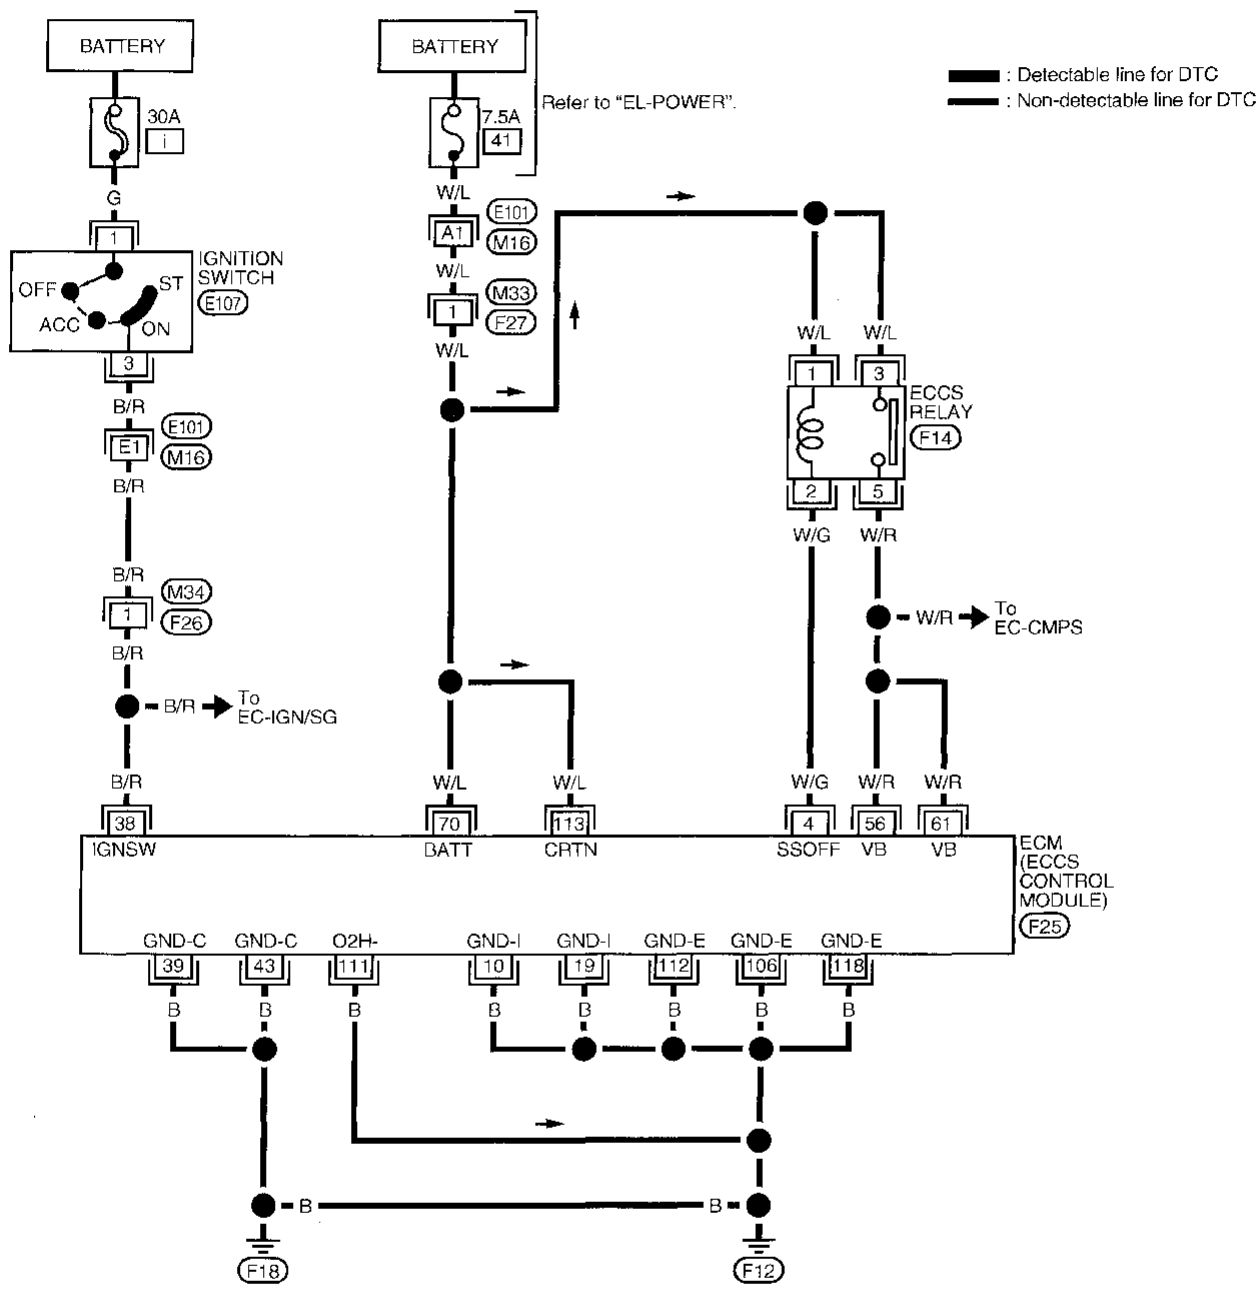 BATTERY
BATTERY
: Detectable line for DTC
: Non-detectable line for DTC
Refer to “EL-POWER”.
30A
i
7.5A
41
G
W/L
1
A1
E101
M16
IGNITION
SWITCH
E107
OFF
ST
ACC
ON
3
W/L
1
M33
F27
W/L
B/R
E1
E101
M16
B/R
W/L
W/L
1
3
ECCS
RELAY
F14
2
5
W/G
W/R
B/R
1
M34
F26
B/R
W/R
To
EC-CMPS
B/R
To
EC-IGN/SG
B/R
W/L
W/L
W/G
W/R
W/R
38
70
113
4
56
61
IGNSW
BATT
CRTN
SSOFF
VB
VB
ECM
(ECCS
CONTROL
MODULE)
F25
GND-C
GND-C
O2H-
GND-I
GND-I
GND-E
GND-E
GND-E
39
43
111
10
19
112
106
118
B
B
B
B
B
B
B
B
B
B
F18
F12